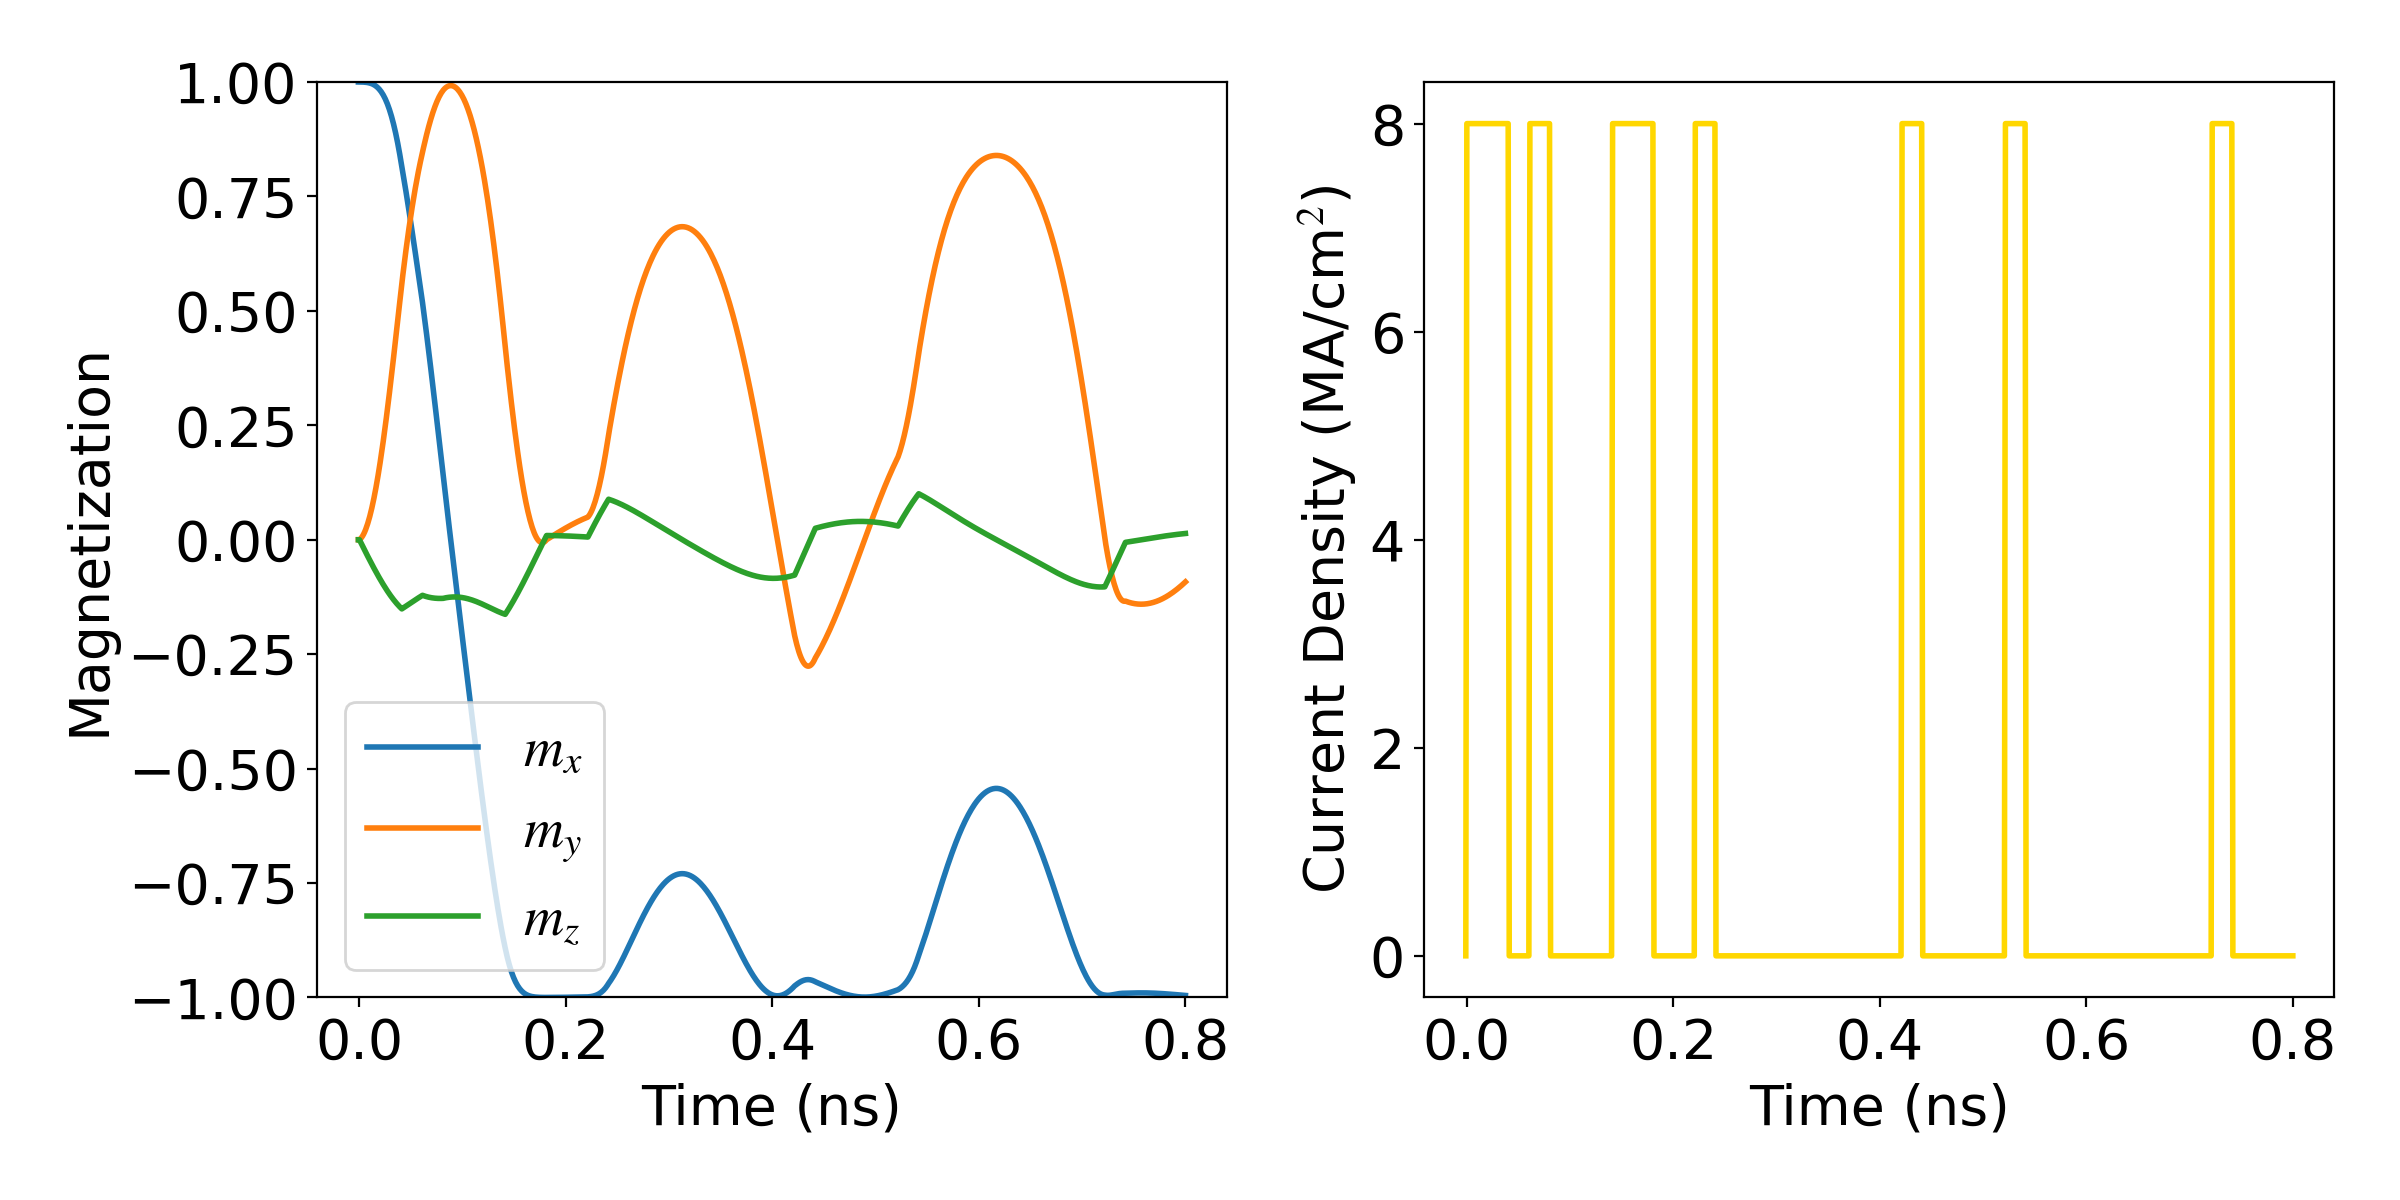 Magnetization
1.00
0.75
0.50
0.25
0.00
−0.25
−0.50
−0.75
−1.00
m_x
m_y
m_z
0.0 0.2 0.4 0.6 0.8
Time (ns)
Current Density (MA/cm²)
8
6
4
2
0
0.0 0.2 0.4 0.6 0.8
Time (ns)